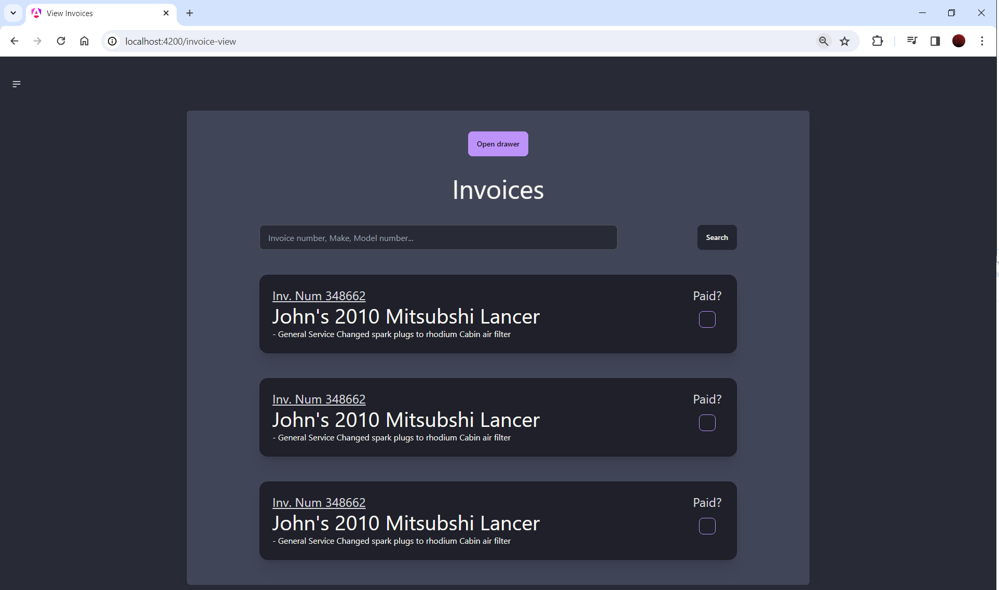 View Invoices
localhost:4200/invoice-view
Open drawer
Invoices
Invoice number, Make, Model number...
Search
Inv. Num 348662
Paid?
John's 2010 Mitsubshi Lancer
- General Service Changed spark plugs to rhodium Cabin air filter
Inv. Num 348662
Paid?
John's 2010 Mitsubshi Lancer
- General Service Changed spark plugs to rhodium Cabin air filter
Inv. Num 348662
Paid?
John's 2010 Mitsubshi Lancer
- General Service Changed spark plugs to rhodium Cabin air filter